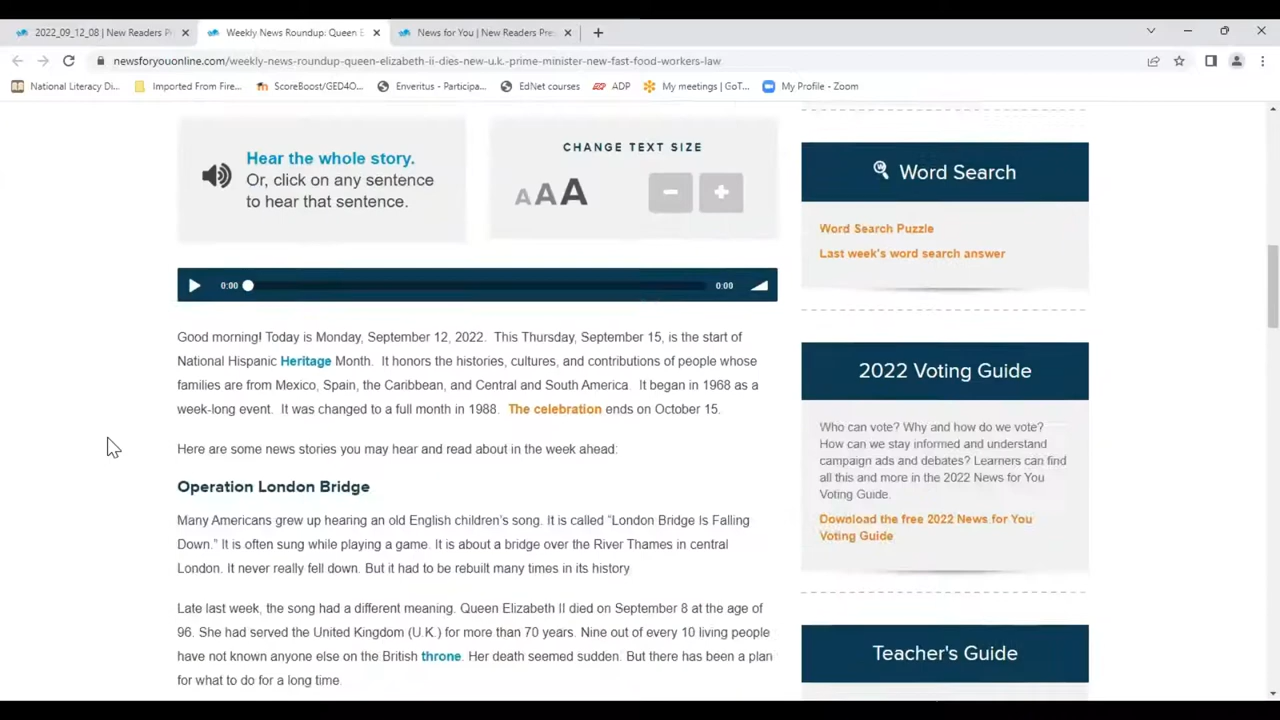 2022_09_12_08 | New Readers Pr
Weekly News Roundup: Queen E
News for You | New Readers Pres
newsforyouonline.com/weekly-news-roundup-queen-elizabeth-ii-dies-new-u.k.-prime-minister-new-fast-food-workers-law
National Literacy Di...
Imported From Fire...
ScoreBoost/GED4O...
Enveritus - Participa...
EdNet courses
ADP
My meetings | GoT...
My Profile - Zoom
Hear the whole story.
Or, click on any sentence
to hear that sentence.
CHANGE TEXT SIZE
A A A
0:00
0:00
Good morning! Today is Monday, September 12, 2022. This Thursday, September 15, is the start of
National Hispanic Heritage Month. It honors the histories, cultures, and contributions of people whose
families are from Mexico, Spain, the Caribbean, and Central and South America. It began in 1968 as a
week-long event. It was changed to a full month in 1988. The celebration ends on October 15.
Here are some news stories you may hear and read about in the week ahead:
Operation London Bridge
Many Americans grew up hearing an old English children's song. It is called “London Bridge Is Falling
Down.” It is often sung while playing a game. It is about a bridge over the River Thames in central
London. It never really fell down. But it had to be rebuilt many times in its history
Late last week, the song had a different meaning. Queen Elizabeth II died on September 8 at the age of
96. She had served the United Kingdom (U.K.) for more than 70 years. Nine out of every 10 living people
have not known anyone else on the British throne. Her death seemed sudden. But there has been a plan
for what to do for a long time.
Word Search
Word Search Puzzle
Last week's word search answer
2022 Voting Guide
Who can vote? Why and how do we vote?
How can we stay informed and understand
campaign ads and debates? Learners can find
all this and more in the 2022 News for You
Voting Guide.
Download the free 2022 News for You
Voting Guide
Teacher's Guide